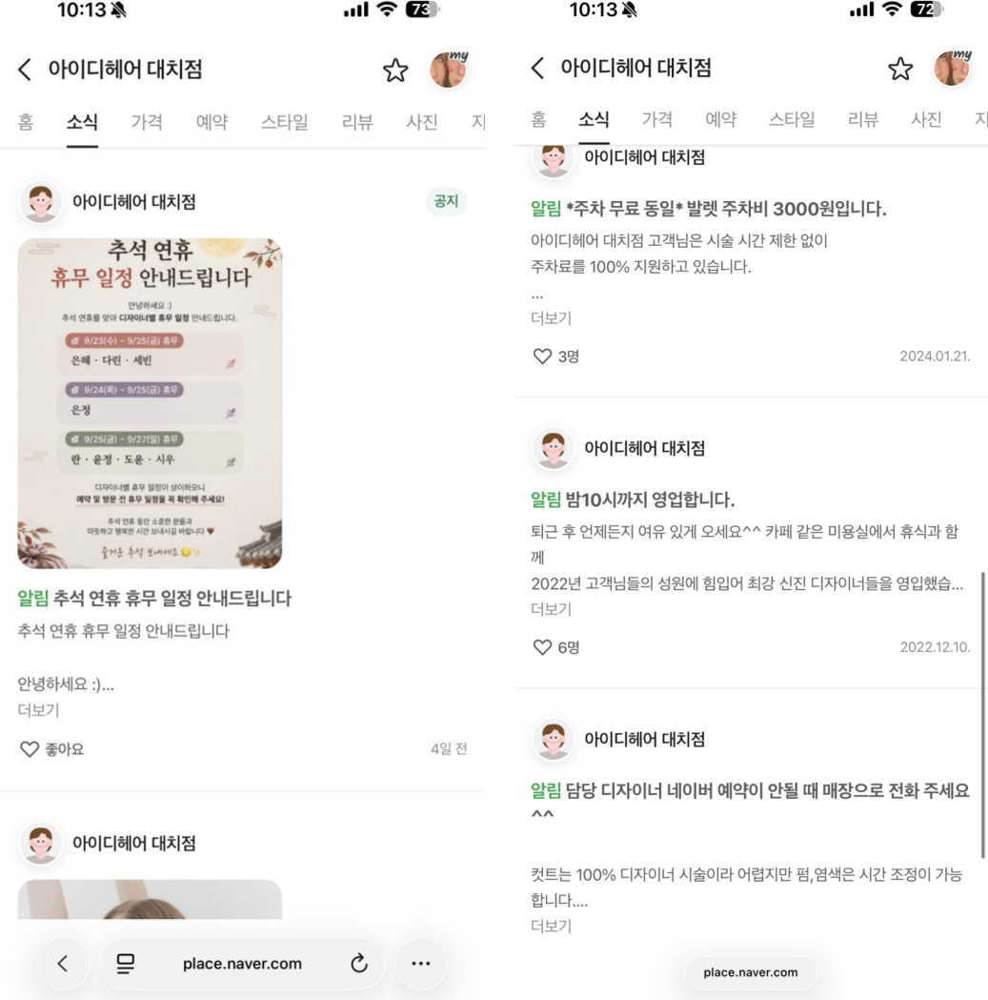 10:13
73
아이디헤어 대치점
my
홈 소식 가격 예약 스타일 리뷰 사진 지
아이디헤어 대치점
공지
추석 연휴
휴무 일정 안내드립니다
안녕하세요 :)
추석 연휴를 맞아 디자이너별 휴무 일정 안내드립니다.
9/23(수) ~ 9/25(금) 휴무
은혜 · 다린 · 세빈
9/24(목) ~ 9/25(금) 휴무
은정
9/25(금) ~ 9/27(일) 휴무
란 · 윤정 · 도윤 · 시우
디자이너별 휴무 일정이 상이하오니
예약 및 방문 전 휴무 일정을 꼭 확인해 주세요!
추석 연휴 동안 소중한 분들과
따뜻하고 행복한 시간 보내시길 바랍니다
즐거운 추석 보내세요
알림 추석 연휴 휴무 일정 안내드립니다
추석 연휴 휴무 일정 안내드립니다
안녕하세요 :)...
더보기
좋아요
4일 전
아이디헤어 대치점
place.naver.com
10:13
72
아이디헤어 대치점
my
홈 소식 가격 예약 스타일 리뷰 사진
아이디헤어 대치점
알림 *주차 무료 동일* 발렛 주차비 3000원입니다.
아이디헤어 대치점 고객님은 시술 시간 제한 없이
주차료를 100% 지원하고 있습니다.
...
더보기
3명
2024.01.21.
아이디헤어 대치점
알림 밤10시까지 영업합니다.
퇴근 후 언제든지 여유 있게 오세요^^ 카페 같은 미용실에서 휴식과 함
께
2022년 고객님들의 성원에 힘입어 최강 신진 디자이너들을 영입했습...
더보기
6명
2022.12.10.
아이디헤어 대치점
알림 담당 디자이너 네이버 예약이 안될 때 매장으로 전화 주세요
^^
컷트는 100% 디자이너 시술이라 어렵지만 펌,염색은 시간 조정이 가능
합니다....
더보기
place.naver.com